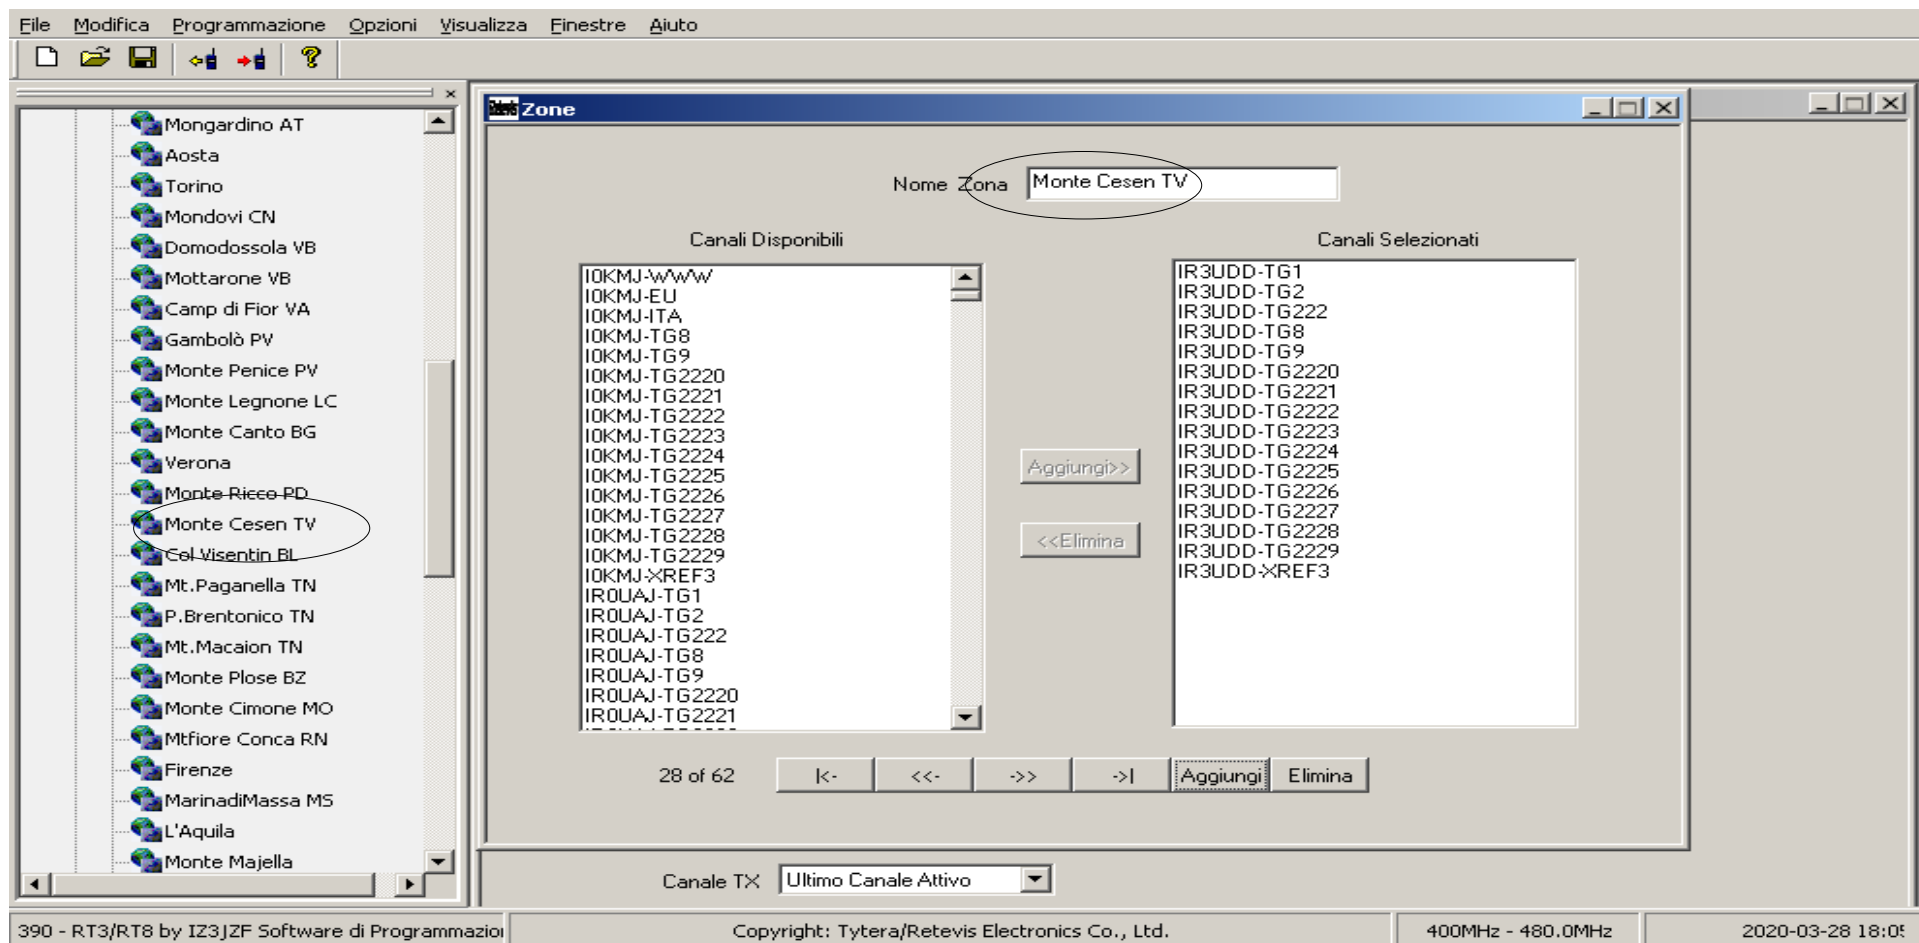 File Modifica Programmazione Opzioni Visualizza Finestre Aiuto
Mongardino AT
Aosta
Torino
Mondovi CN
Domodossola VB
Mottarone VB
Camp di Fior VA
Gambolò PV
Monte Penice PV
Monte Legnone LC
Monte Canto BG
Verona
Monte Ricco PD
Monte Cesen TV
Col Visentin BL
Mt.Paganella TN
P.Brentonico TN
Mt.Macaion TN
Monte Plose BZ
Monte Cimone MO
Mtfiore Conca RN
Firenze
MarinadiMassa MS
L'Aquila
Monte Majella
Zone
Nome Zona Monte Cesen TV
Canali Disponibili
I0KMJ-WWW
I0KMJ-EU
I0KMJ-ITA
I0KMJ-TG8
I0KMJ-TG9
I0KMJ-TG2220
I0KMJ-TG2221
I0KMJ-TG2222
I0KMJ-TG2223
I0KMJ-TG2224
I0KMJ-TG2225
I0KMJ-TG2226
I0KMJ-TG2227
I0KMJ-TG2228
I0KMJ-TG2229
I0KMJ-XREF3
IR0UAJ-TG1
IR0UAJ-TG2
IR0UAJ-TG222
IR0UAJ-TG8
IR0UAJ-TG9
IR0UAJ-TG2220
IR0UAJ-TG2221
Aggiungi>>
<<Elimina
Canali Selezionati
IR3UDD-TG1
IR3UDD-TG2
IR3UDD-TG222
IR3UDD-TG8
IR3UDD-TG9
IR3UDD-TG2220
IR3UDD-TG2221
IR3UDD-TG2222
IR3UDD-TG2223
IR3UDD-TG2224
IR3UDD-TG2225
IR3UDD-TG2226
IR3UDD-TG2227
IR3UDD-TG2228
IR3UDD-TG2229
IR3UDD-XREF3
28 of 62 |<- <<- ->> ->| Aggiungi Elimina
Canale TX Ultimo Canale Attivo
390 - RT3/RT8 by IZ3JZF Software di Programmazio Copyright: Tytera/Retevis Electronics Co., Ltd. 400MHz - 480.0MHz 2020-03-28 18:05